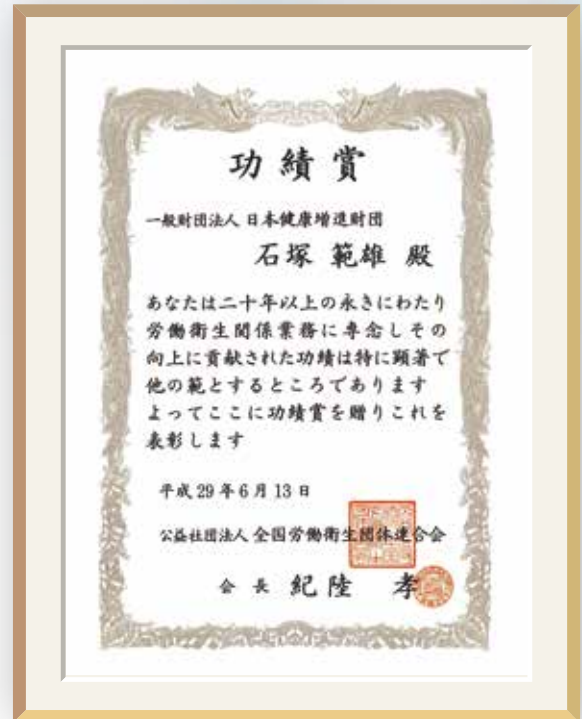 功績賞
一般財団法人 日本健康増進財団
石塚 範雄 殿
あなたは二十年以上の永きにわたり
労働衛生関係業務に専念しその
向上に貢献された功績は特に顕著で
他の範とするところであります
よってここに功績賞を贈りこれを
表彰します
平成29年6月13日
公益社団法人 全国労働衛生団体連合会
会長 紀陸 孝